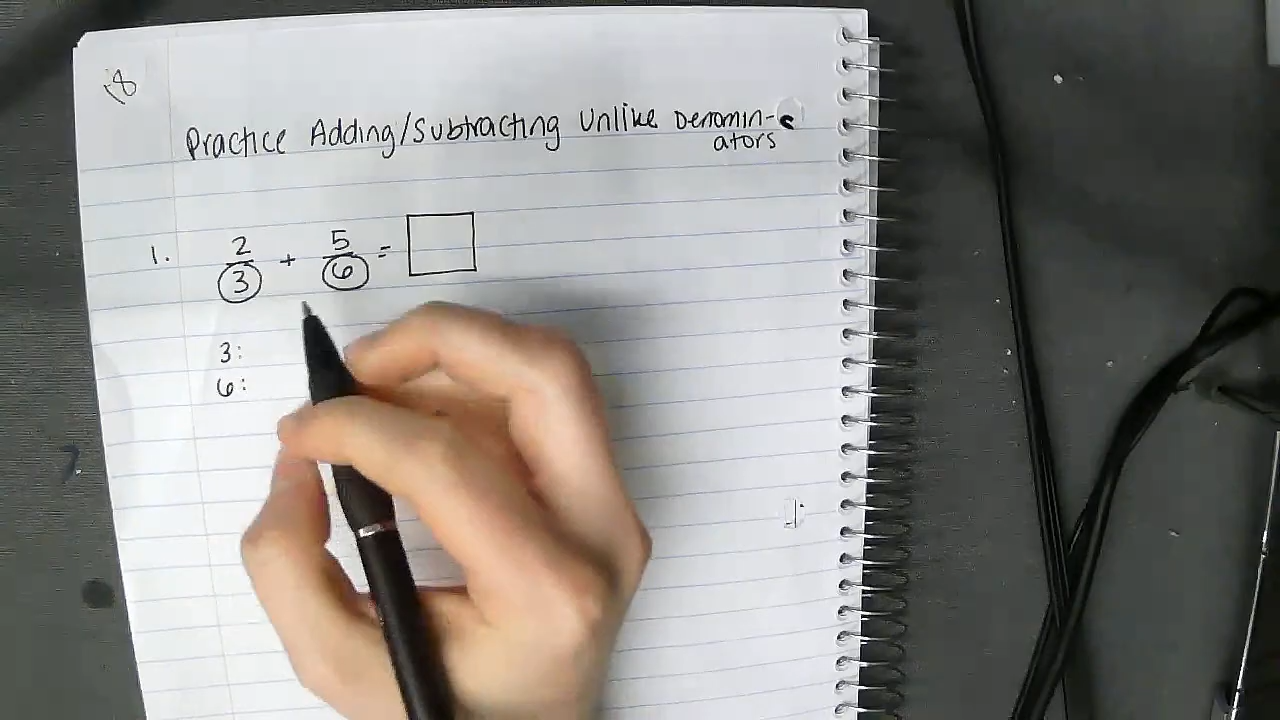 18
Practice Adding/Subtracting Unlike Denomin-
ators
1. 2/3 + 5/6 =
3:
6: